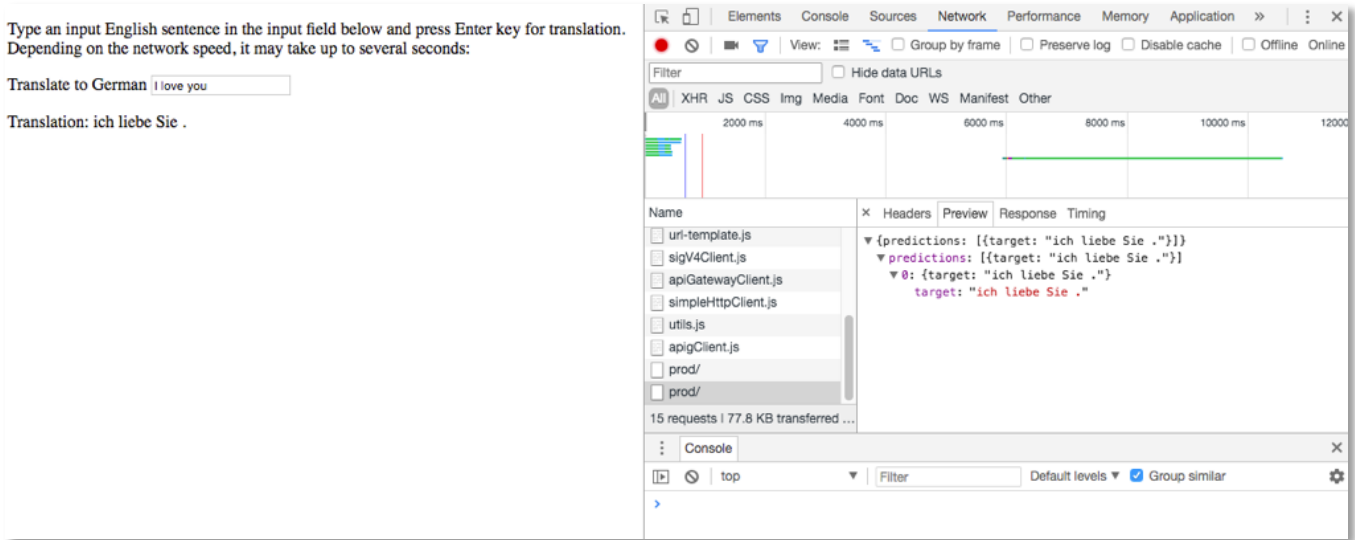 Type an input English sentence in the input field below and press Enter key for translation.
Depending on the network speed, it may take up to several seconds:
Translate to German I love you
Translation: ich liebe Sie .
Elements Console Sources Network Performance Memory Application »
View: Group by frame Preserve log Disable cache Offline Online
Filter Hide data URLs
All XHR JS CSS Img Media Font Doc WS Manifest Other
2000 ms 4000 ms 6000 ms 8000 ms 10000 ms 12000
Name
url-template.js
sigV4Client.js
apiGatewayClient.js
simpleHttpClient.js
utils.js
apigClient.js
prod/
prod/
15 requests | 77.8 KB transferred ...
× Headers Preview Response Timing
▼{predictions: [{target: "ich liebe Sie ."}]}
▼predictions: [{target: "ich liebe Sie ."}]
▼0: {target: "ich liebe Sie ."}
target: "ich liebe Sie ."
Console
top ▼ Filter Default levels ▼ Group similar